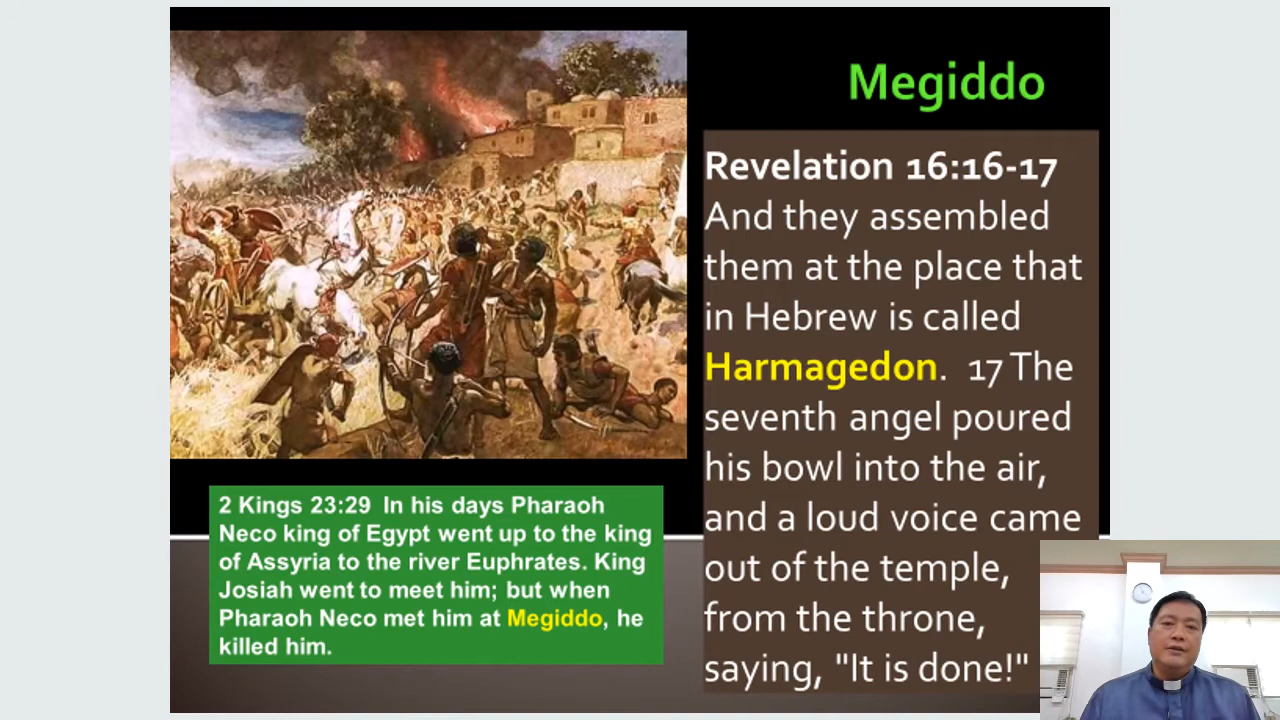 Megiddo
Revelation 16:16-17
And they assembled
them at the place that
in Hebrew is called
Harmagedon.  17 The
seventh angel poured
his bowl into the air,
and a loud voice came
out of the temple,
from the throne,
saying, "It is done!"
2 Kings 23:29  In his days Pharaoh
Neco king of Egypt went up to the king
of Assyria to the river Euphrates. King
Josiah went to meet him; but when
Pharaoh Neco met him at Megiddo, he
killed him.